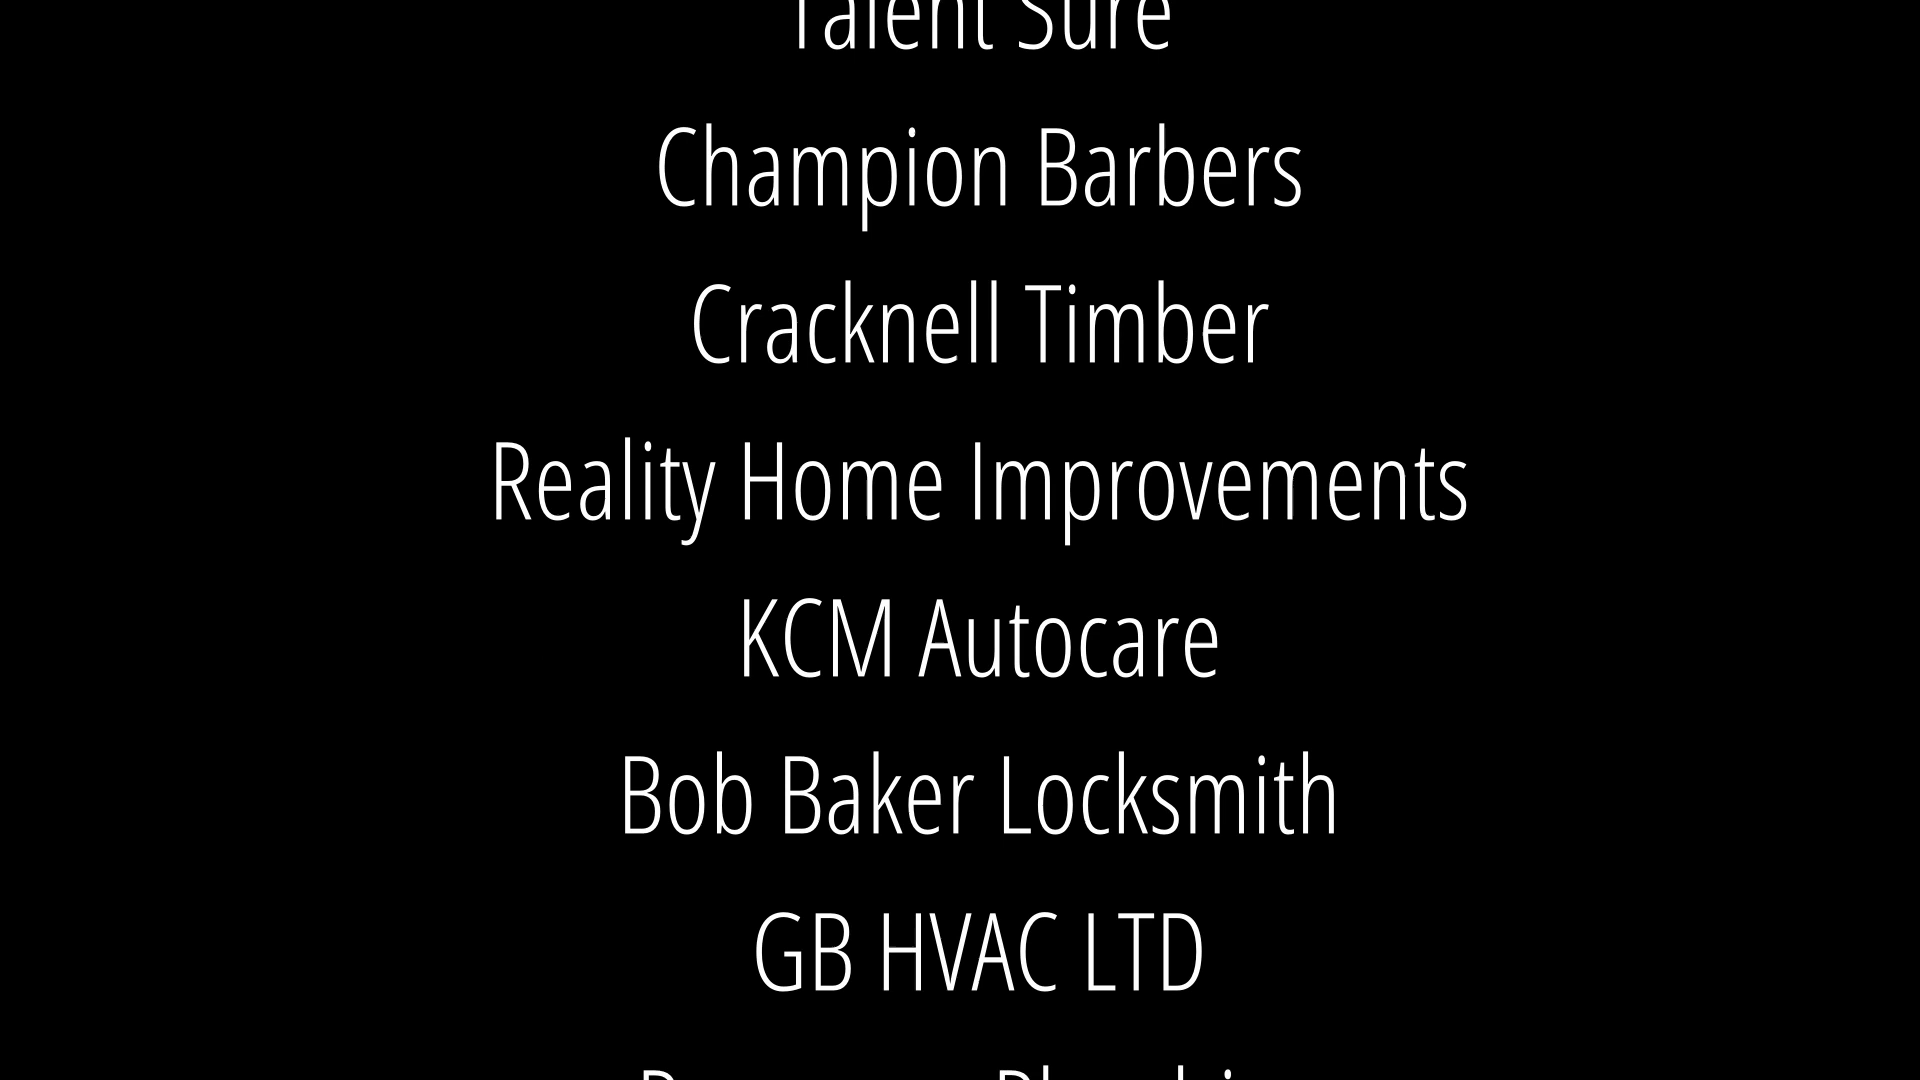 Talent Sure
Champion Barbers
Cracknell Timber
Reality Home Improvements
KCM Autocare
Bob Baker Locksmith
GB HVAC LTD